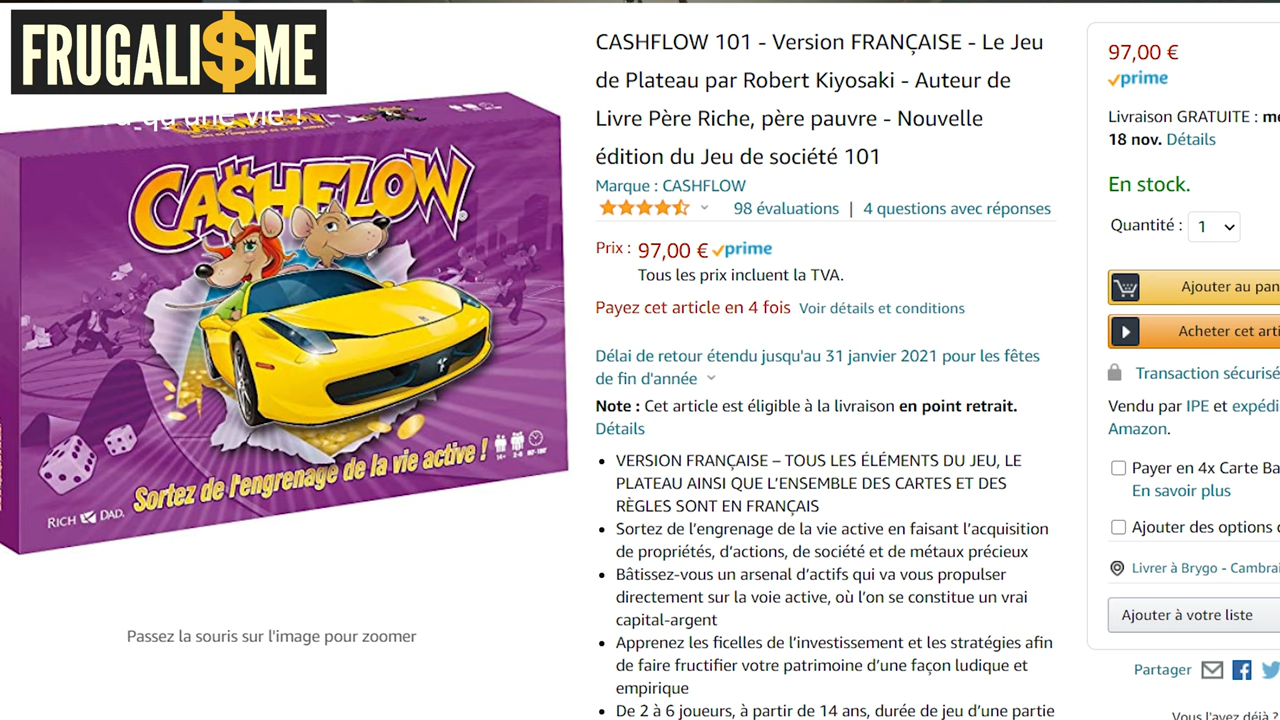 FRUGALI$ME
qu'une vie !
CASHFLOW
Sortez de l'engrenage de la vie active !
RICH DAD.
14+ 2-6
Passez la souris sur l'image pour zoomer
CASHFLOW 101 - Version FRANÇAISE - Le Jeu
de Plateau par Robert Kiyosaki - Auteur de
Livre Père Riche, père pauvre - Nouvelle
édition du Jeu de société 101
Marque : CASHFLOW
98 évaluations | 4 questions avec réponses
Prix : 97,00 € prime
Tous les prix incluent la TVA.
Payez cet article en 4 fois Voir détails et conditions
Délai de retour étendu jusqu'au 31 janvier 2021 pour les fêtes
de fin d'année
Note : Cet article est éligible à la livraison en point retrait.
Détails
• VERSION FRANÇAISE – TOUS LES ÉLÉMENTS DU JEU, LE
PLATEAU AINSI QUE L'ENSEMBLE DES CARTES ET DES
RÈGLES SONT EN FRANÇAIS
• Sortez de l'engrenage de la vie active en faisant l'acquisition
de propriétés, d'actions, de société et de métaux précieux
• Bâtissez-vous un arsenal d'actifs qui va vous propulser
directement sur la voie active, où l'on se constitue un vrai
capital-argent
• Apprenez les ficelles de l'investissement et les stratégies afin
de faire fructifier votre patrimoine d'une façon ludique et
empirique
• De 2 à 6 joueurs, à partir de 14 ans, durée de jeu d'une partie
97,00 €
prime
Livraison GRATUITE : me
18 nov. Détails
En stock.
Quantité : 1
Ajouter au pan
Acheter cet arti
Transaction sécurisé
Vendu par IPE et expédi
Amazon.
Payer en 4x Carte Ba
En savoir plus
Ajouter des options c
Livrer à Brygo - Cambrai
Ajouter à votre liste
Partager
Vous l'avez déjà ?